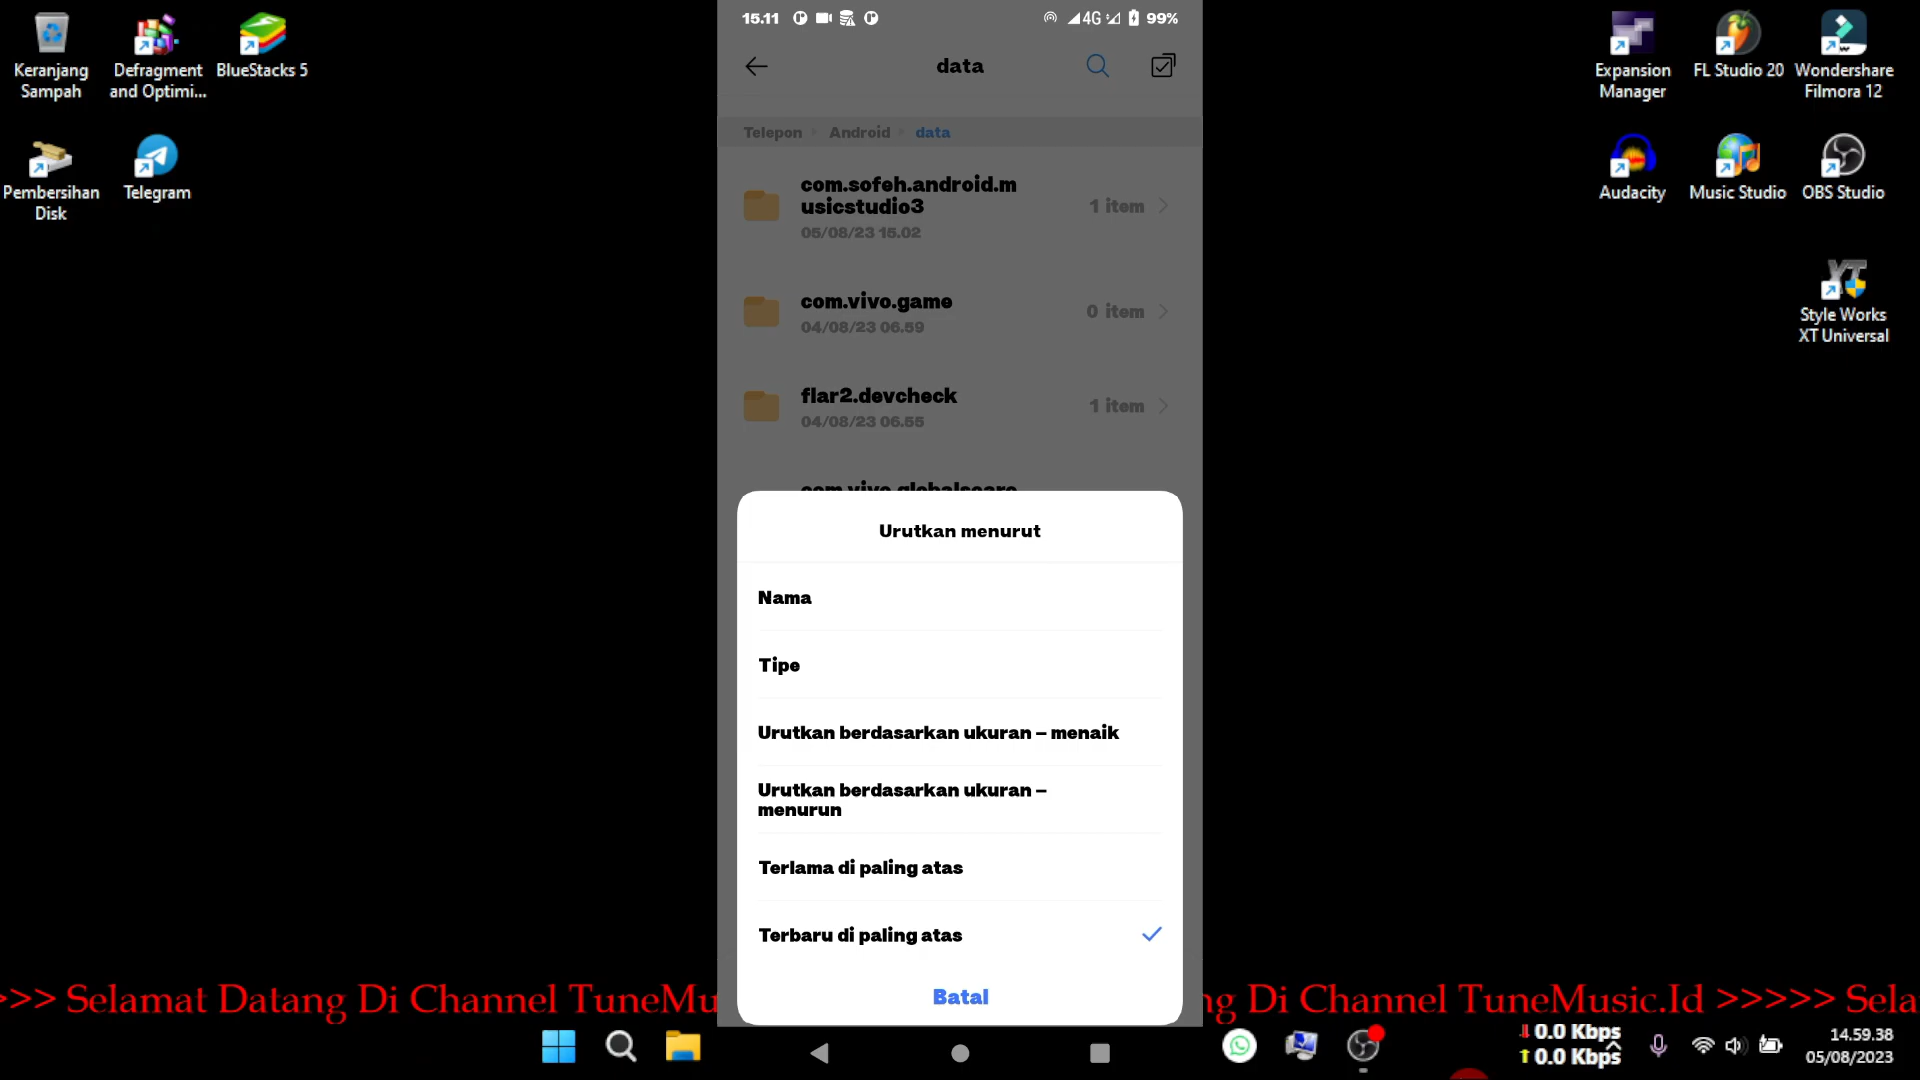 Keranjang
Sampah
Defragment
and Optimi...
BlueStacks 5
Pembersihan
Disk
Telegram
15.11
4G
99%
data
Telepon
Android
data
com.sofeh.android.m
usicstudio3
1 item
05/08/23 15.02
com.vivo.game
0 item
04/08/23 06.59
flar2.devcheck
1 item
04/08/23 06.55
com.vivo.globalsearc
Urutkan menurut
Nama
Tipe
Urutkan berdasarkan ukuran – menaik
Urutkan berdasarkan ukuran –
menurun
Terlama di paling atas
Terbaru di paling atas
Batal
Expansion
Manager
FL Studio 20
Wondershare
Filmora 12
Audacity
Music Studio
OBS Studio
XT
Style Works
XT Universal
>>> Selamat Datang Di Channel TuneMu
g Di Channel TuneMusic.Id >>>>> Sela
0.0 Kbps
0.0 Kbps
14.59.38
05/08/2023